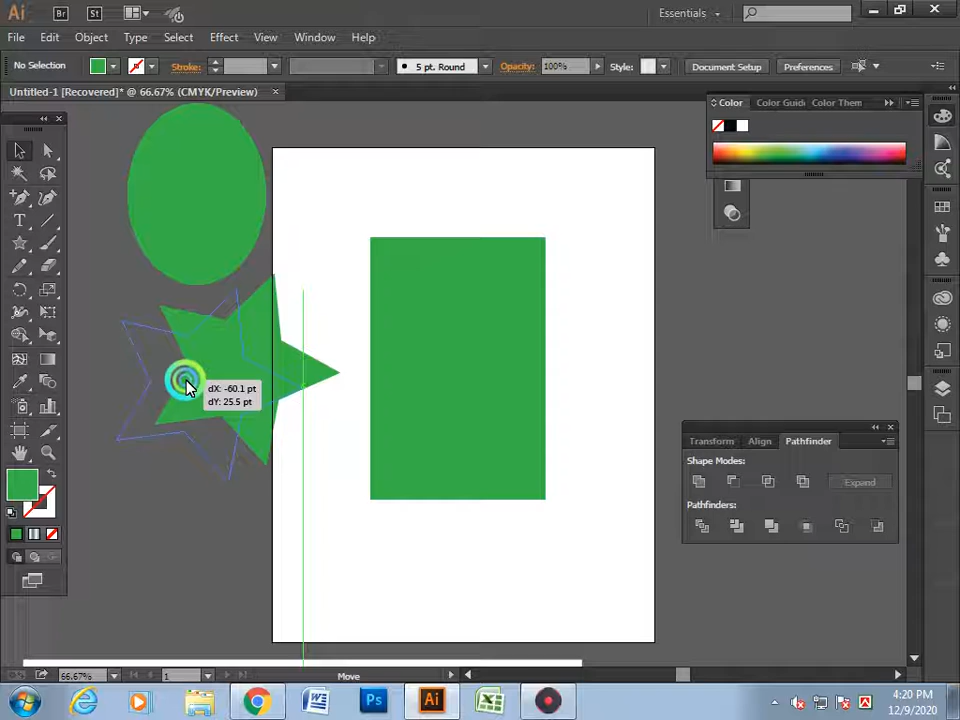 Ai Br St Essentials
File Edit Object Type Select Effect View Window Help
No Selection Stroke: 5 pt. Round Opacity: 100% Style: Document Setup Preferences
Untitled-1 [Recovered]* @ 66.67% (CMYK/Preview) ×
Color Color Guid Color Them
dX: -60.1 pt
dY: 25.5 pt
Transform Align Pathfinder
Shape Modes:
Expand
Pathfinders:
66.67% 1 Move
Ps Ai
4:20 PM
12/9/2020